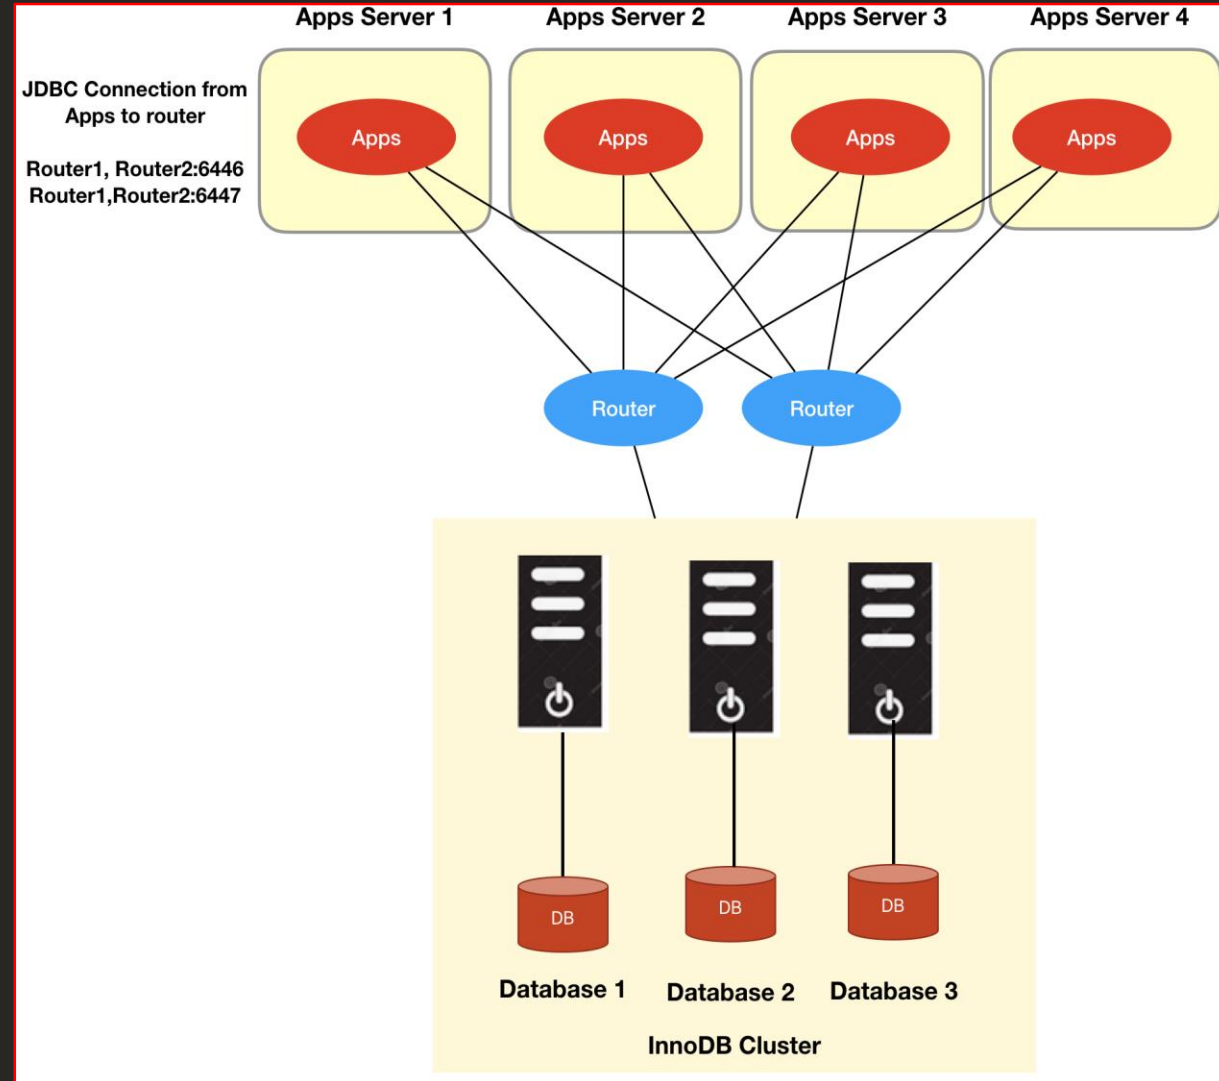 Apps Server 1
Apps Server 2
Apps Server 3
Apps Server 4
JDBC Connection from
Apps to router
Router1, Router2:6446
Router1,Router2:6447
Apps
Apps
Apps
Apps
Router
Router
DB
DB
DB
Database 1
Database 2
Database 3
InnoDB Cluster